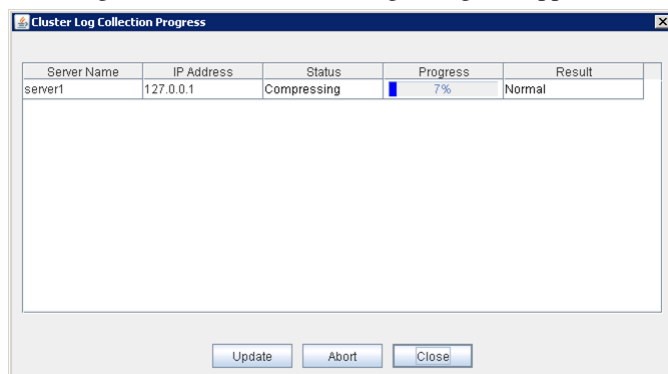 Cluster Log Collection Progress
Server Name IP Address Status Progress Result
server1 127.0.0.1 Compressing 7% Normal
Update Abort Close